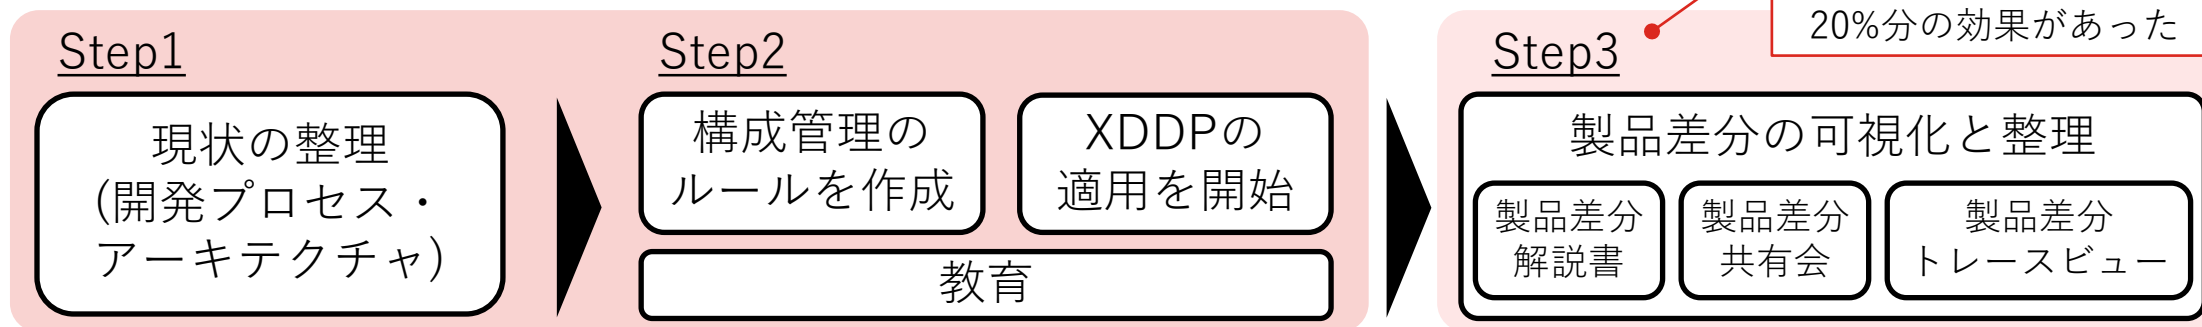 Step1
現状の整理
(開発プロセス・
アーキテクチャ)
Step2
構成管理の
ルールを作成
XDDPの
適用を開始
教育
Step3
20%分の効果があった
製品差分の可視化と整理
製品差分
解説書
製品差分
共有会
製品差分
トレースビュー